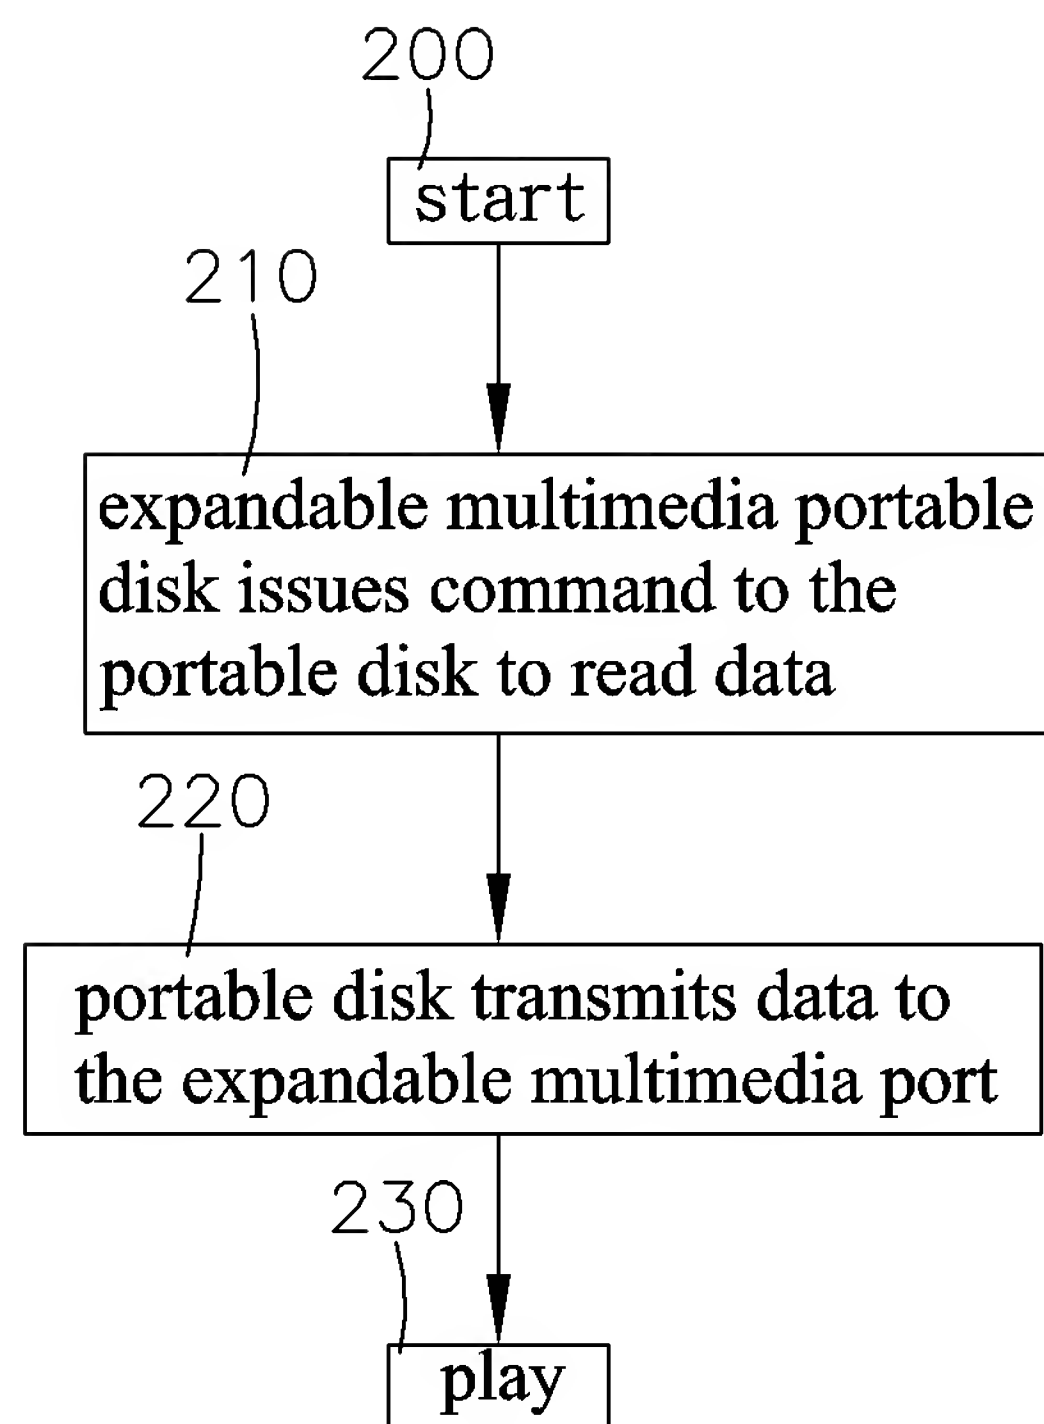 200
start
210
expandable multimedia portable
disk issues command to the
portable disk to read data
220
portable disk transmits data to
the expandable multimedia port
230
play